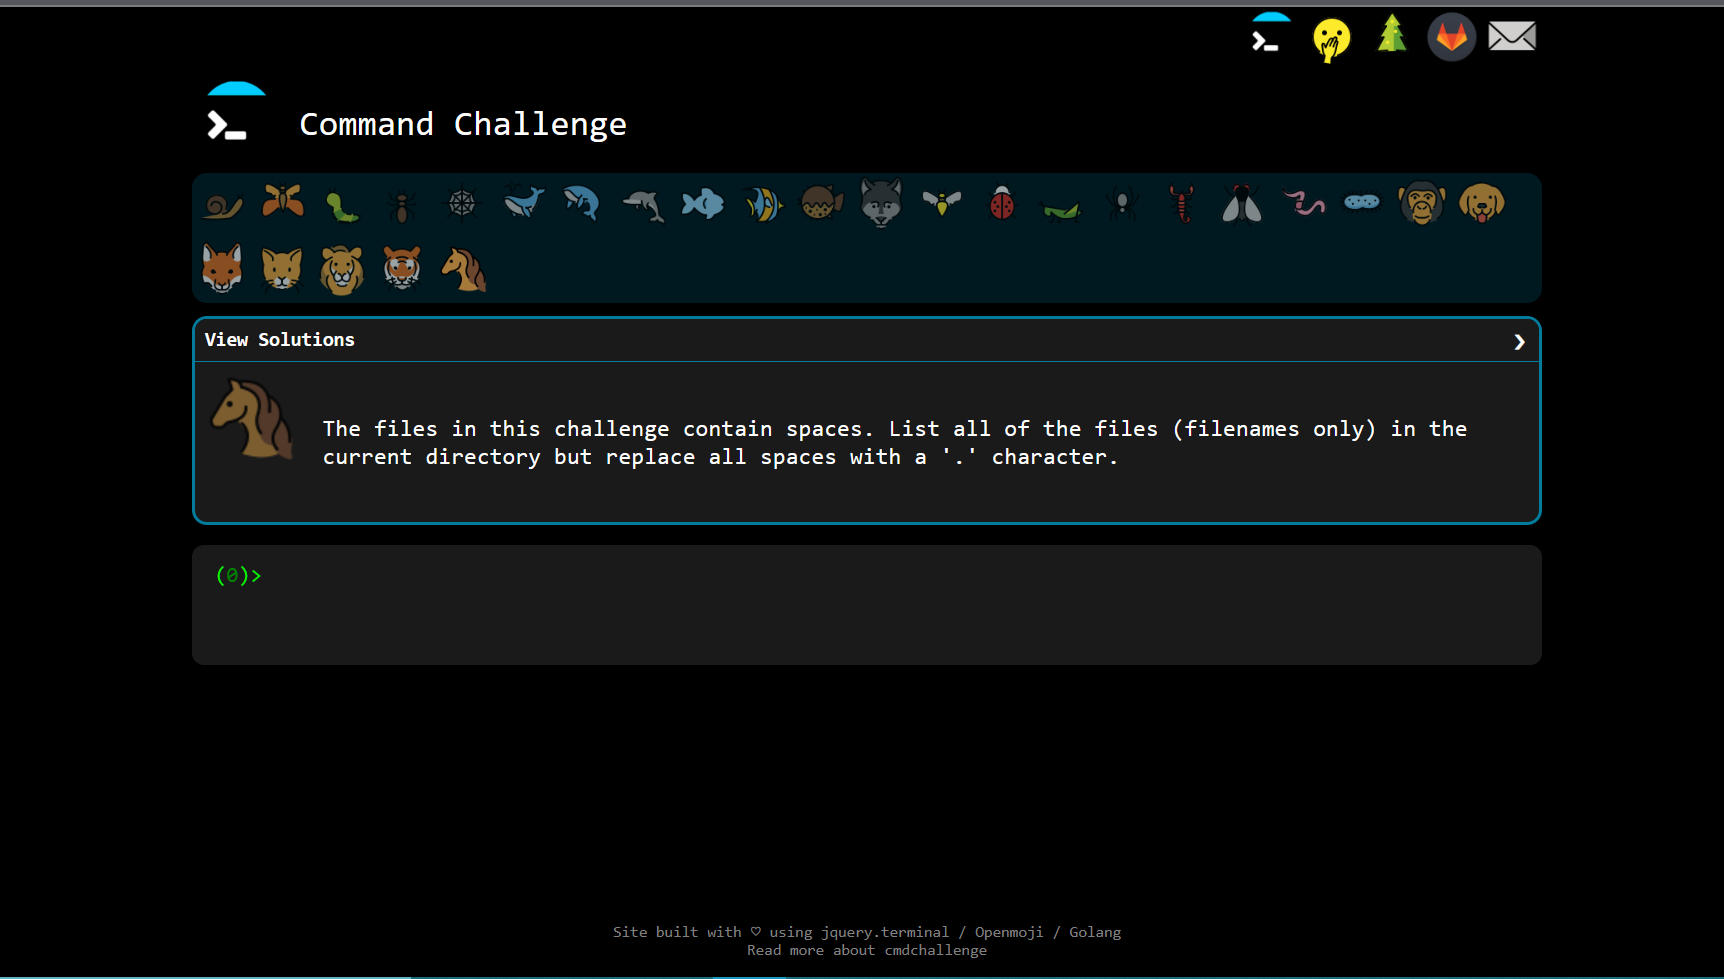 Command Challenge
View Solutions
The files in this challenge contain spaces. List all of the files (filenames only) in the
current directory but replace all spaces with a '.' character.
(0)>
Site built with ♡ using jquery.terminal / Openmoji / Golang
Read more about cmdchallenge